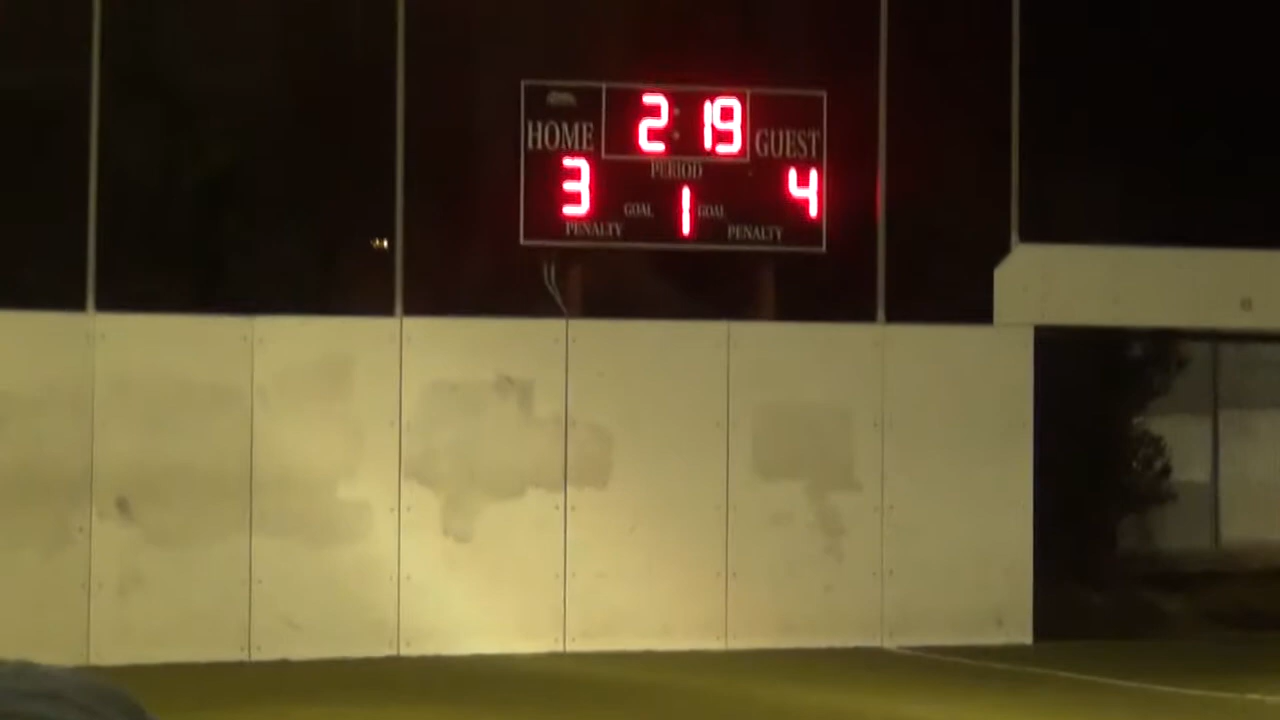 2:19
HOME GUEST
PERIOD
3 1 4
GOAL GOAL
PENALTY PENALTY